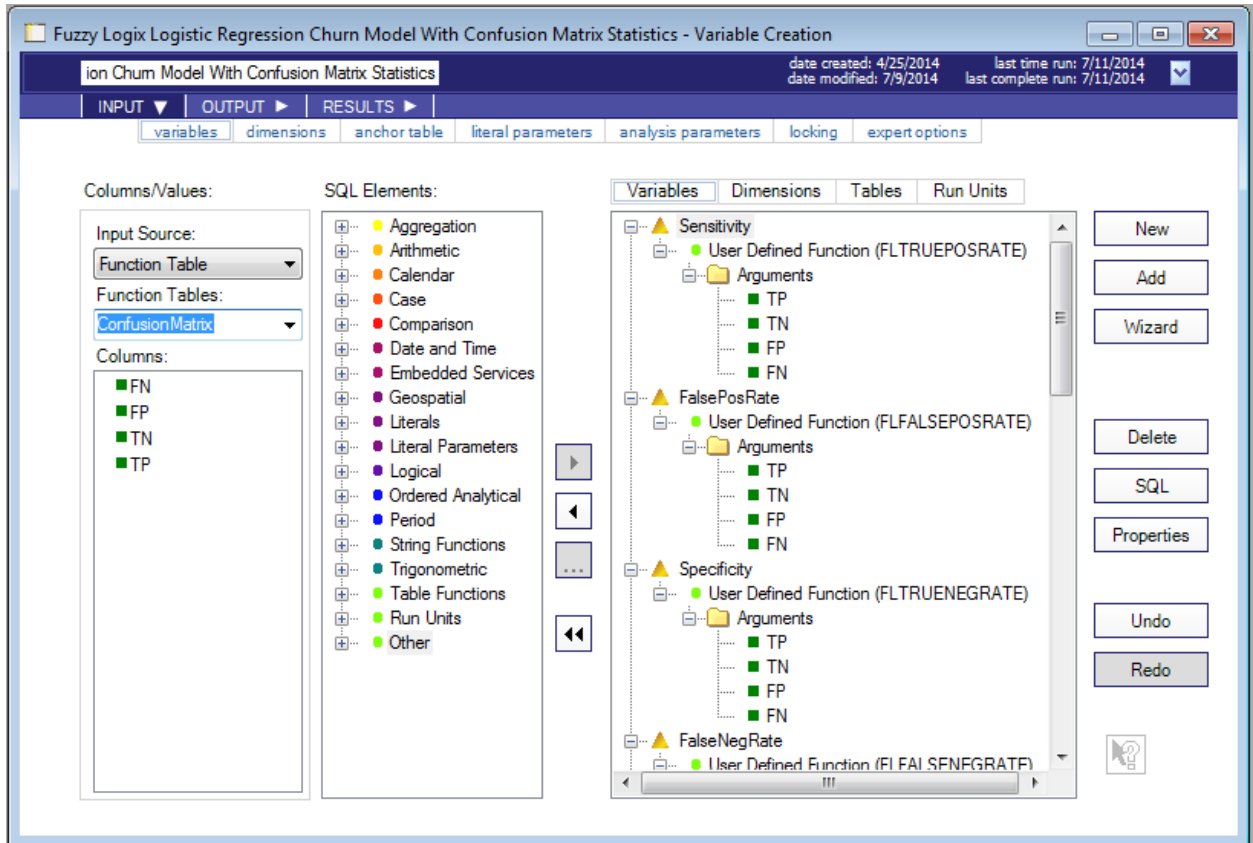 Fuzzy Logix Logistic Regression Churn Model With Confusion Matrix Statistics - Variable Creation
ion Churn Model With Confusion Matrix Statistics
date created: 4/25/2014
last time run: 7/11/2014
date modified: 7/9/2014
last complete run: 7/11/2014
INPUT ▼
OUTPUT ►
RESULTS ►
variables
dimensions
anchor table
literal parameters
analysis parameters
locking
expert options
Columns/Values:
Input Source:
Function Table
Function Tables:
ConfusionMatrix
Columns:
FN
FP
TN
TP
SQL Elements:
Aggregation
Arithmetic
Calendar
Case
Comparison
Date and Time
Embedded Services
Geospatial
Literals
Literal Parameters
Logical
Ordered Analytical
Period
String Functions
Trigonometric
Table Functions
Run Units
Other
...
Variables
Dimensions
Tables
Run Units
Sensitivity
User Defined Function (FLTRUEPOSRATE)
Arguments
TP
TN
FP
FN
FalsePosRate
User Defined Function (FLFALSEPOSRATE)
Arguments
TP
TN
FP
FN
Specificity
User Defined Function (FLTRUENEGRATE)
Arguments
TP
TN
FP
FN
FalseNegRate
User Defined Function (FLFALSENEGRATE)
New
Add
Wizard
Delete
SQL
Properties
Undo
Redo